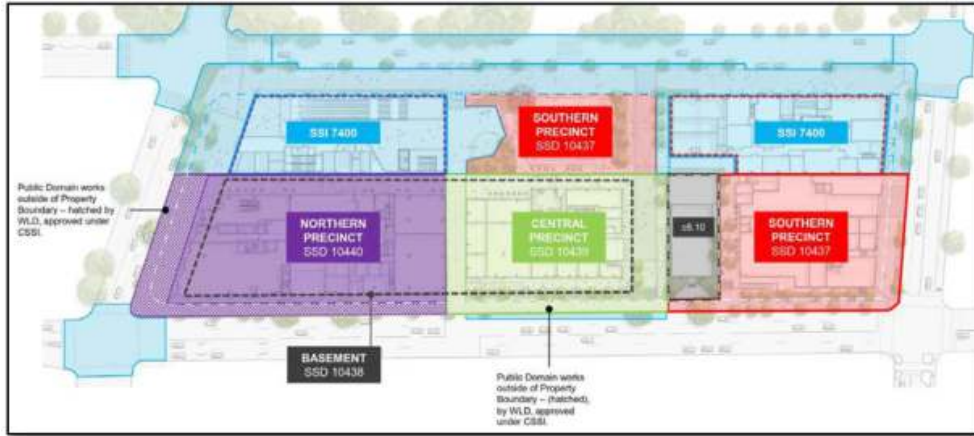 SOUTHERN
PRECINCT
SSD 10437
SSI 7400
SSI 7400
Public Domain works
outside of Property
Boundary – hatched by
WLD, approved under
CSSI.
NORTHERN
PRECINCT
SSD 10440
CENTRAL
PRECINCT
SSD 10439
SOUTHERN
PRECINCT
SSD 10437
BASEMENT
SSD 10438
Public Domain works
outside of Property
Boundary – (hatched),
by WLD, approved
under CSSI.